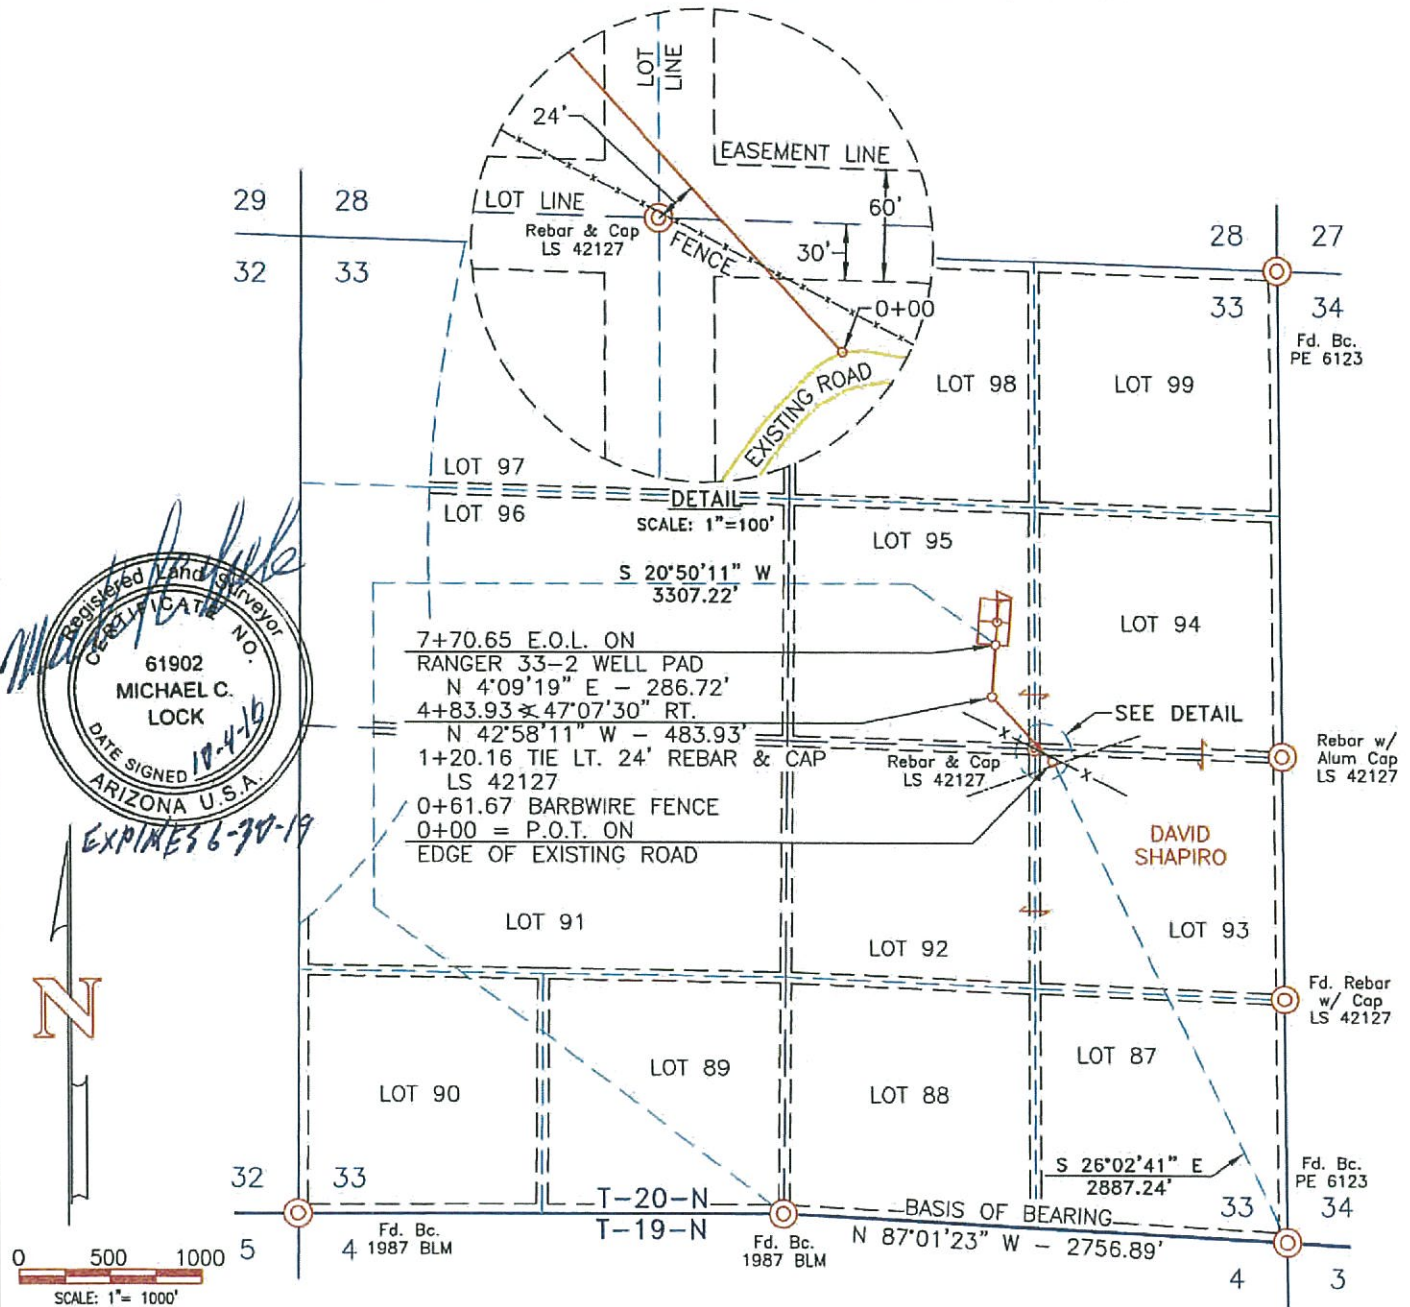 LOT
LINE
24'
EASEMENT LINE
LOT LINE
60'
Rebar & Cap
LS 42127
FENCE
30'
0+00
EXISTING ROAD
DETAIL
SCALE: 1"=100'
29 28
32 33
28 27
33 34
Fd. Bc.
PE 6123
LOT 98
LOT 99
LOT 97
LOT 96
LOT 95
LOT 94
S 20°50'11" W
3307.22'
7+70.65 E.O.L. ON
RANGER 33-2 WELL PAD
N 4°09'19" E - 286.72'
4+83.93 ∢ 47°07'30" RT.
N 42°58'11" W - 483.93'
1+20.16 TIE LT. 24' REBAR & CAP
LS 42127
0+61.67 BARBWIRE FENCE
0+00 = P.O.T. ON
EDGE OF EXISTING ROAD
SEE DETAIL
Rebar & Cap
LS 42127
Rebar w/
Alum Cap
LS 42127
DAVID
SHAPIRO
Registered Land Surveyor
CERTIFICATE NO.
61902
MICHAEL C.
LOCK
DATE SIGNED 10-4-16
ARIZONA U.S.A.
EXPIRES 6-30-19
N
LOT 91
LOT 92
LOT 93
Fd. Rebar
w/ Cap
LS 42127
LOT 90
LOT 89
LOT 88
LOT 87
S 26°02'41" E
2887.24'
Fd. Bc.
PE 6123
32 33
5 4
Fd. Bc.
1987 BLM
T-20-N
T-19-N
Fd. Bc.
1987 BLM
BASIS OF BEARING
N 87°01'23" W - 2756.89'
33 34
4 3
0 500 1000
SCALE: 1"= 1000'